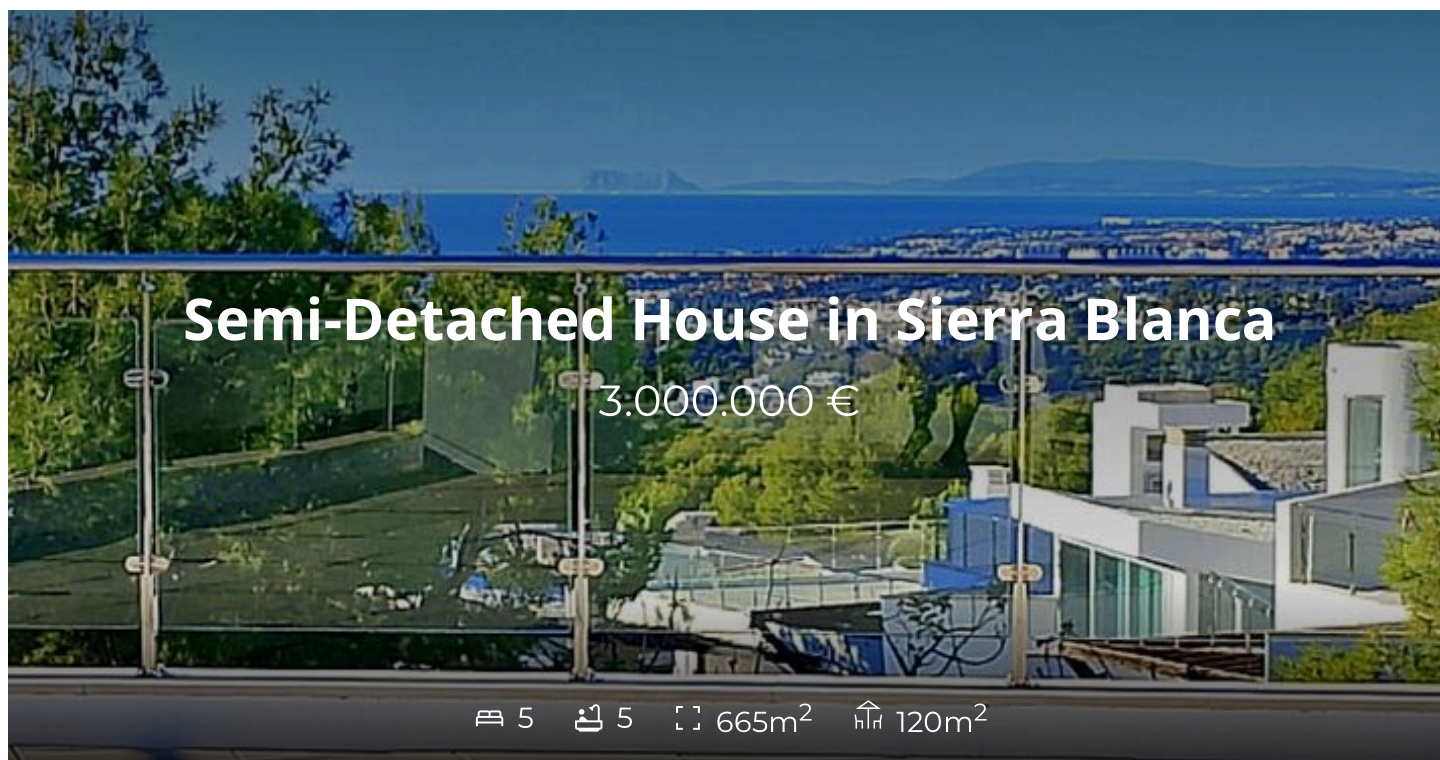 Semi-Detached House in Sierra Blanca
3.000.000 €
5 5 665m² 120m²